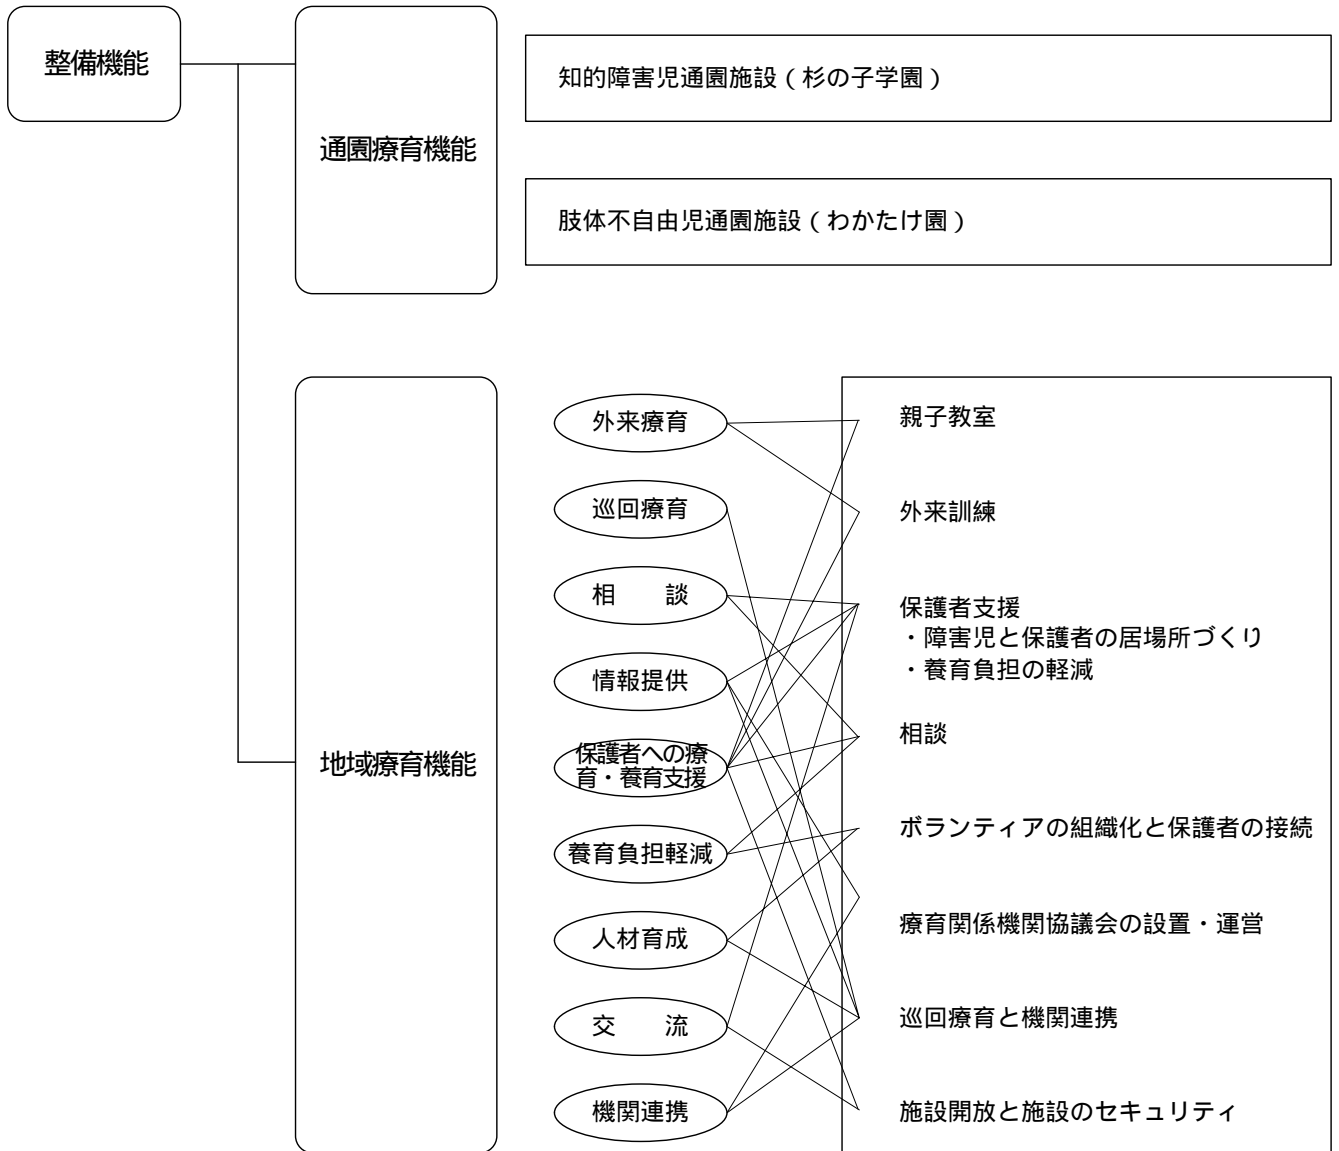 整備機能
通園療育機能
知的障害児通園施設（杉の子学園）
肢体不自由児通園施設（わかたけ園）
地域療育機能
外来療育
巡回療育
相　　談
情報提供
保護者への療
育・養育支援
養育負担軽減
人材育成
交　　流
機関連携
親子教室
外来訓練
保護者支援
・障害児と保護者の居場所づくり
・養育負担の軽減
相談
ボランティアの組織化と保護者の接続
療育関係機関協議会の設置・運営
巡回療育と機関連携
施設開放と施設のセキュリティ